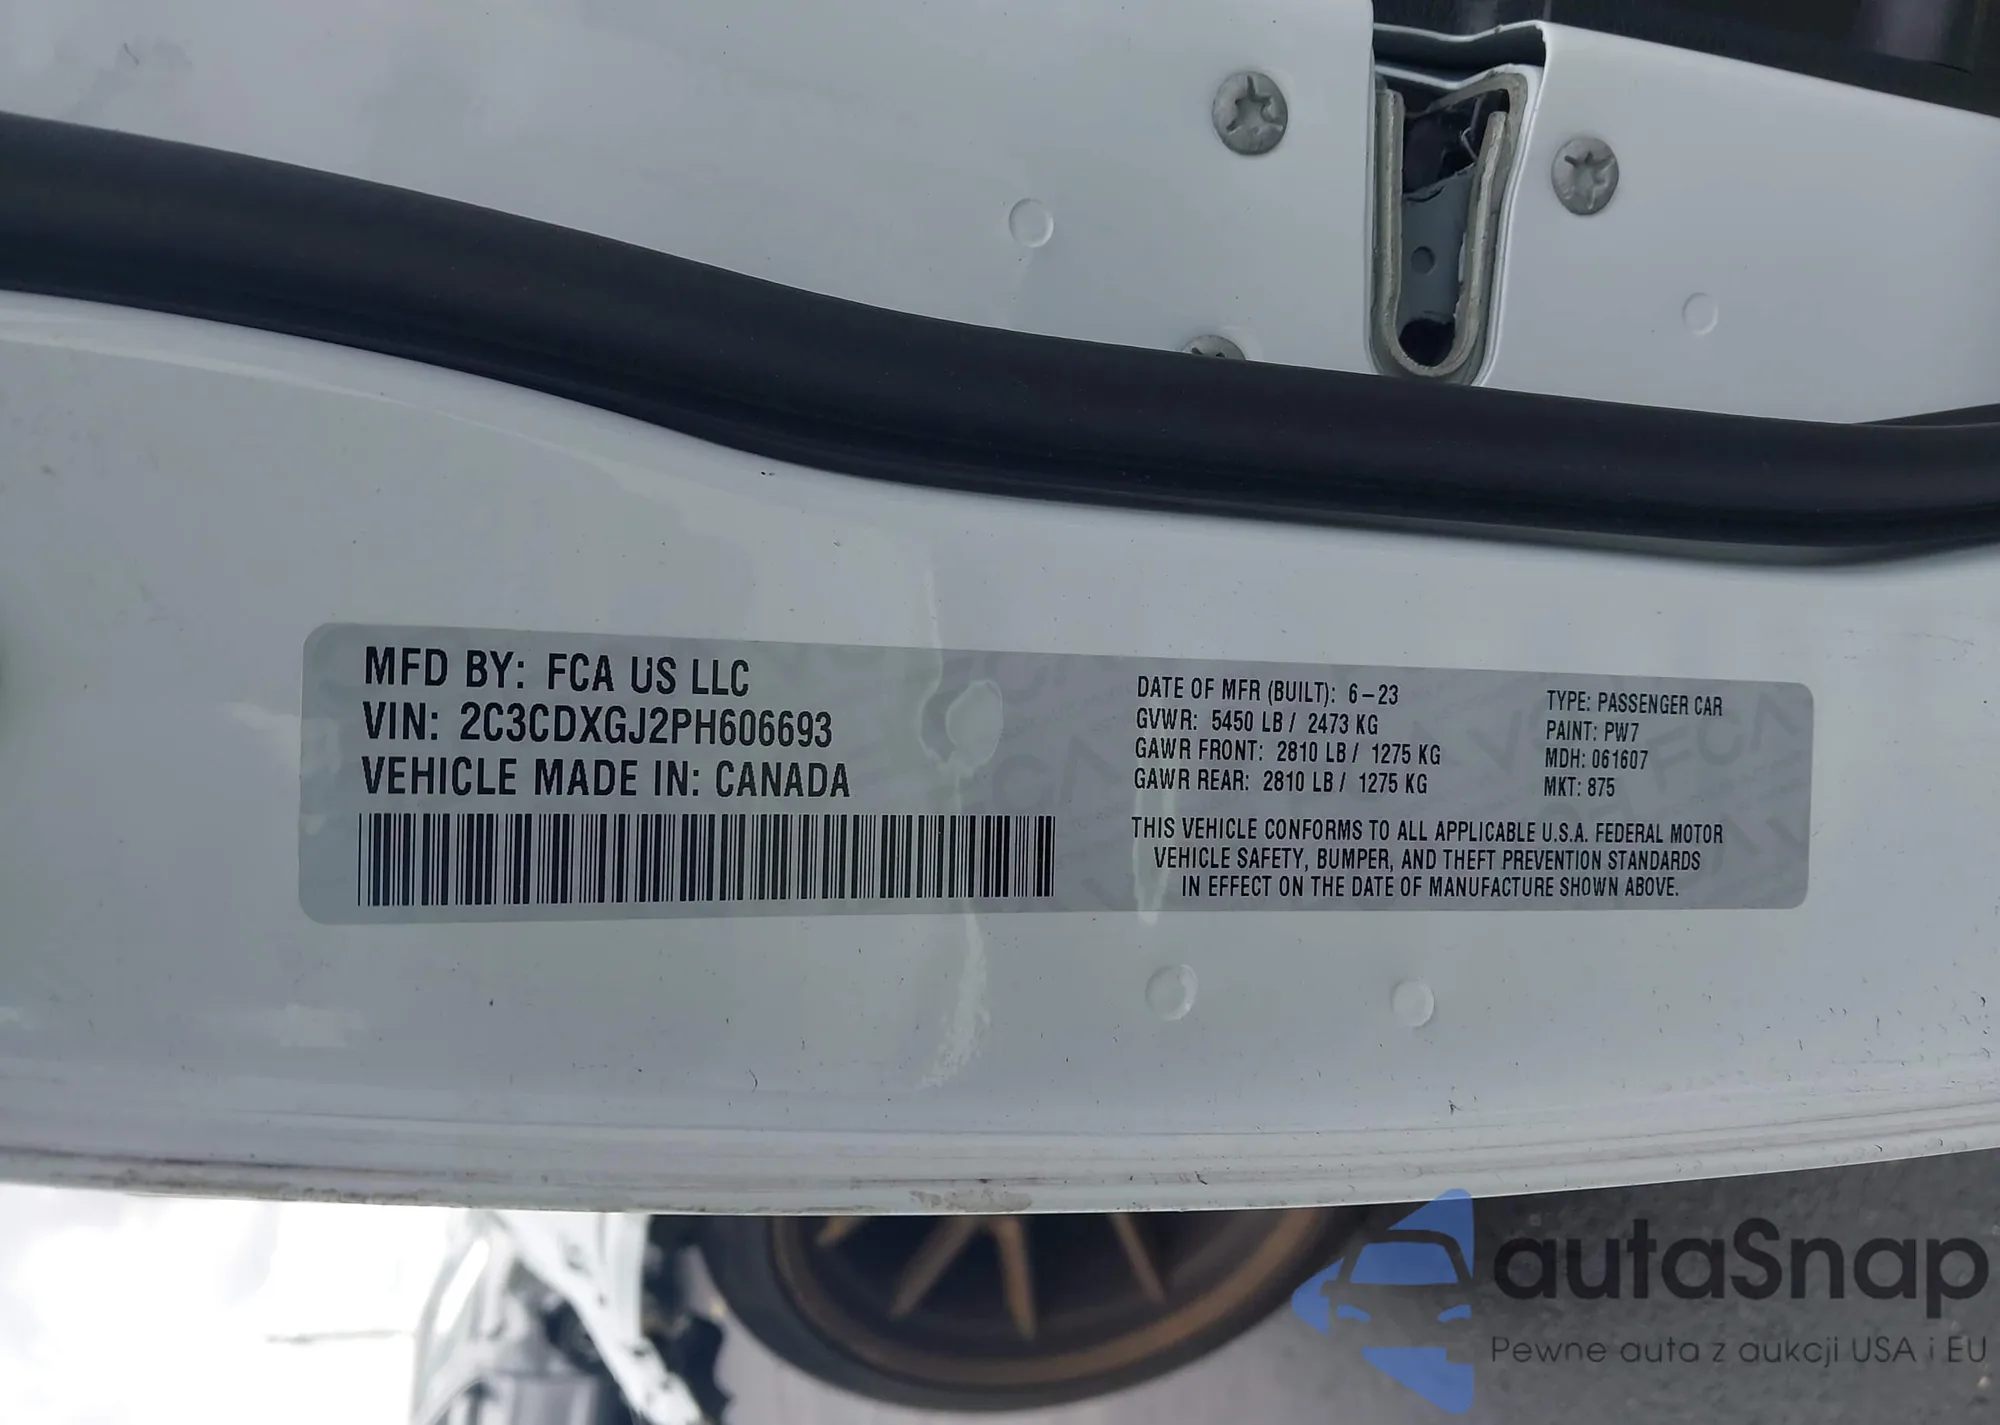 MFD BY: FCA US LLC
VIN: 2C3CDXGJ2PH606693
VEHICLE MADE IN: CANADA
DATE OF MFR (BUILT): 6-23
GVWR: 5450 LB / 2473 KG
GAWR FRONT: 2810 LB / 1275 KG
GAWR REAR: 2810 LB / 1275 KG
TYPE: PASSENGER CAR
PAINT: PW7
MDH: 061607
MKT: 875
THIS VEHICLE CONFORMS TO ALL APPLICABLE U.S.A. FEDERAL MOTOR
VEHICLE SAFETY, BUMPER, AND THEFT PREVENTION STANDARDS
IN EFFECT ON THE DATE OF MANUFACTURE SHOWN ABOVE.
autaSnap
Pewne auta z aukcji USA i EU